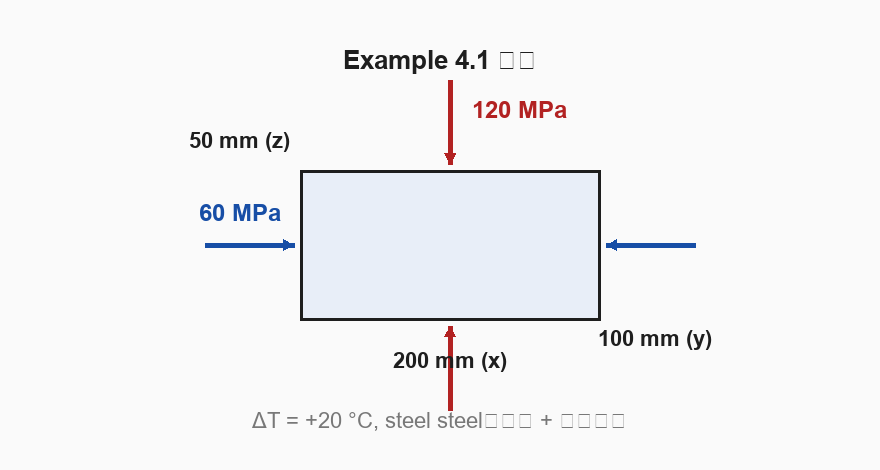 Example 4.1
120 MPa
50 mm (z)
60 MPa
100 mm (y)
200 mm (x)
ΔT = +20 °C, steel steel +